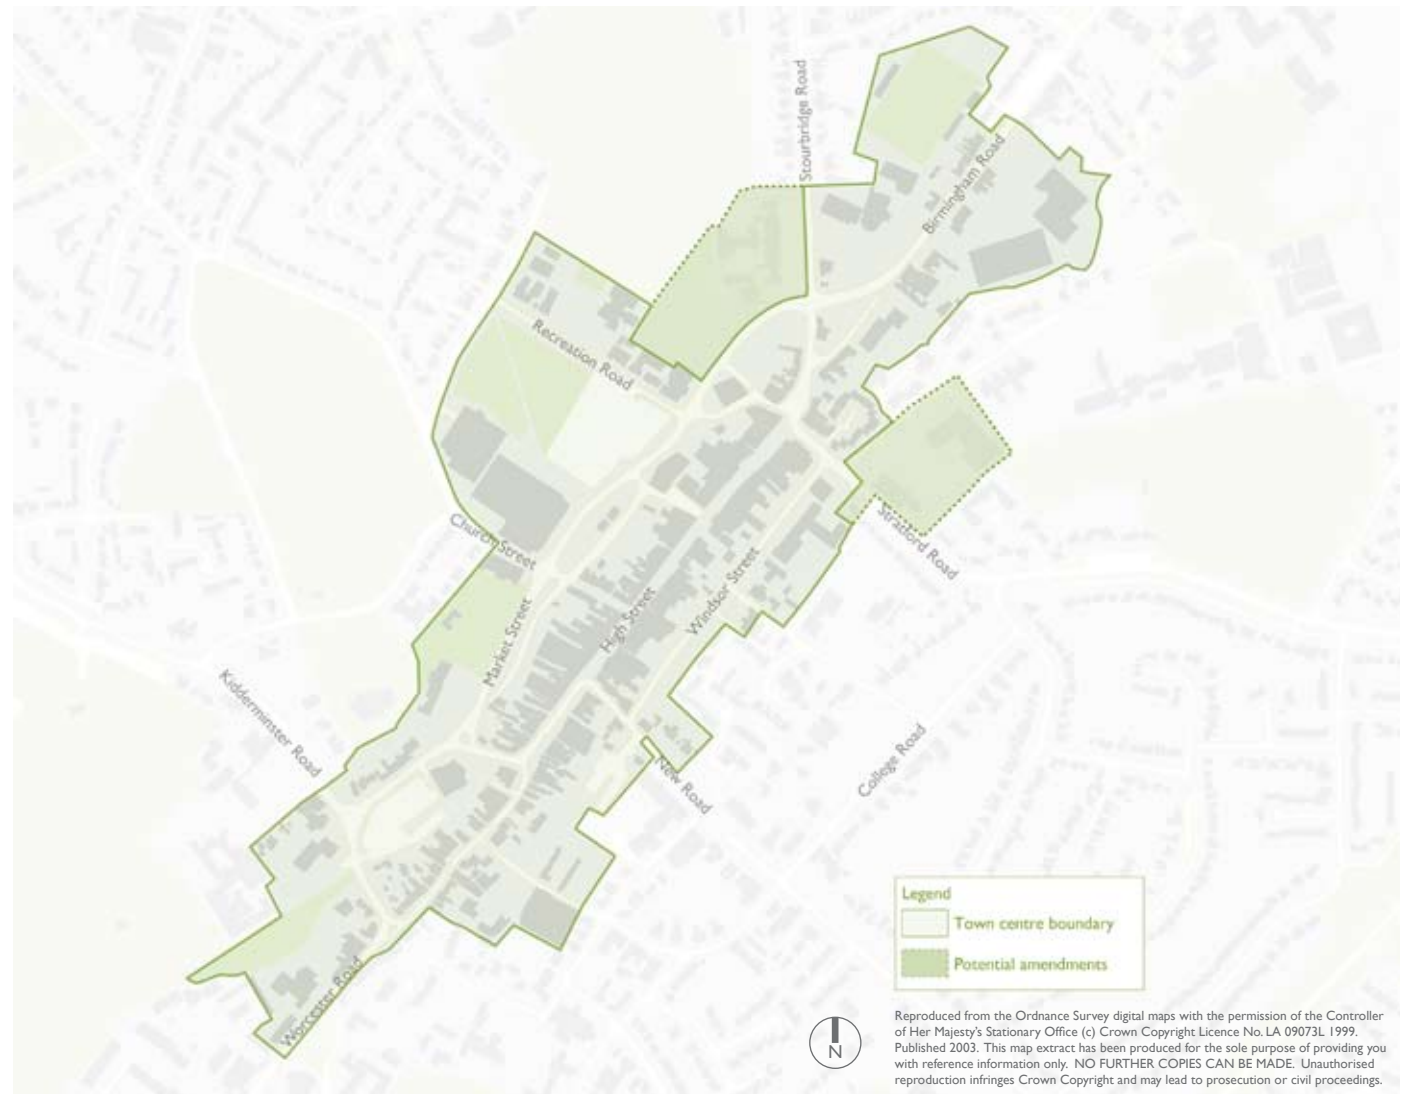 Stourbridge Road
Birmingham Road
Recreation Road
Church Street
Stratford Road
Market Street
High Street
Windsor Street
Kidderminster Road
New Road
College Road
Worcester Road
Legend
Town centre boundary
Potential amendments
N
Reproduced from the Ordnance Survey digital maps with the permission of the Controller
of Her Majesty's Stationary Office (c) Crown Copyright Licence No. LA 09073L 1999.
Published 2003. This map extract has been produced for the sole purpose of providing you
with reference information only. NO FURTHER COPIES CAN BE MADE. Unauthorised
reproduction infringes Crown Copyright and may lead to prosecution or civil proceedings.